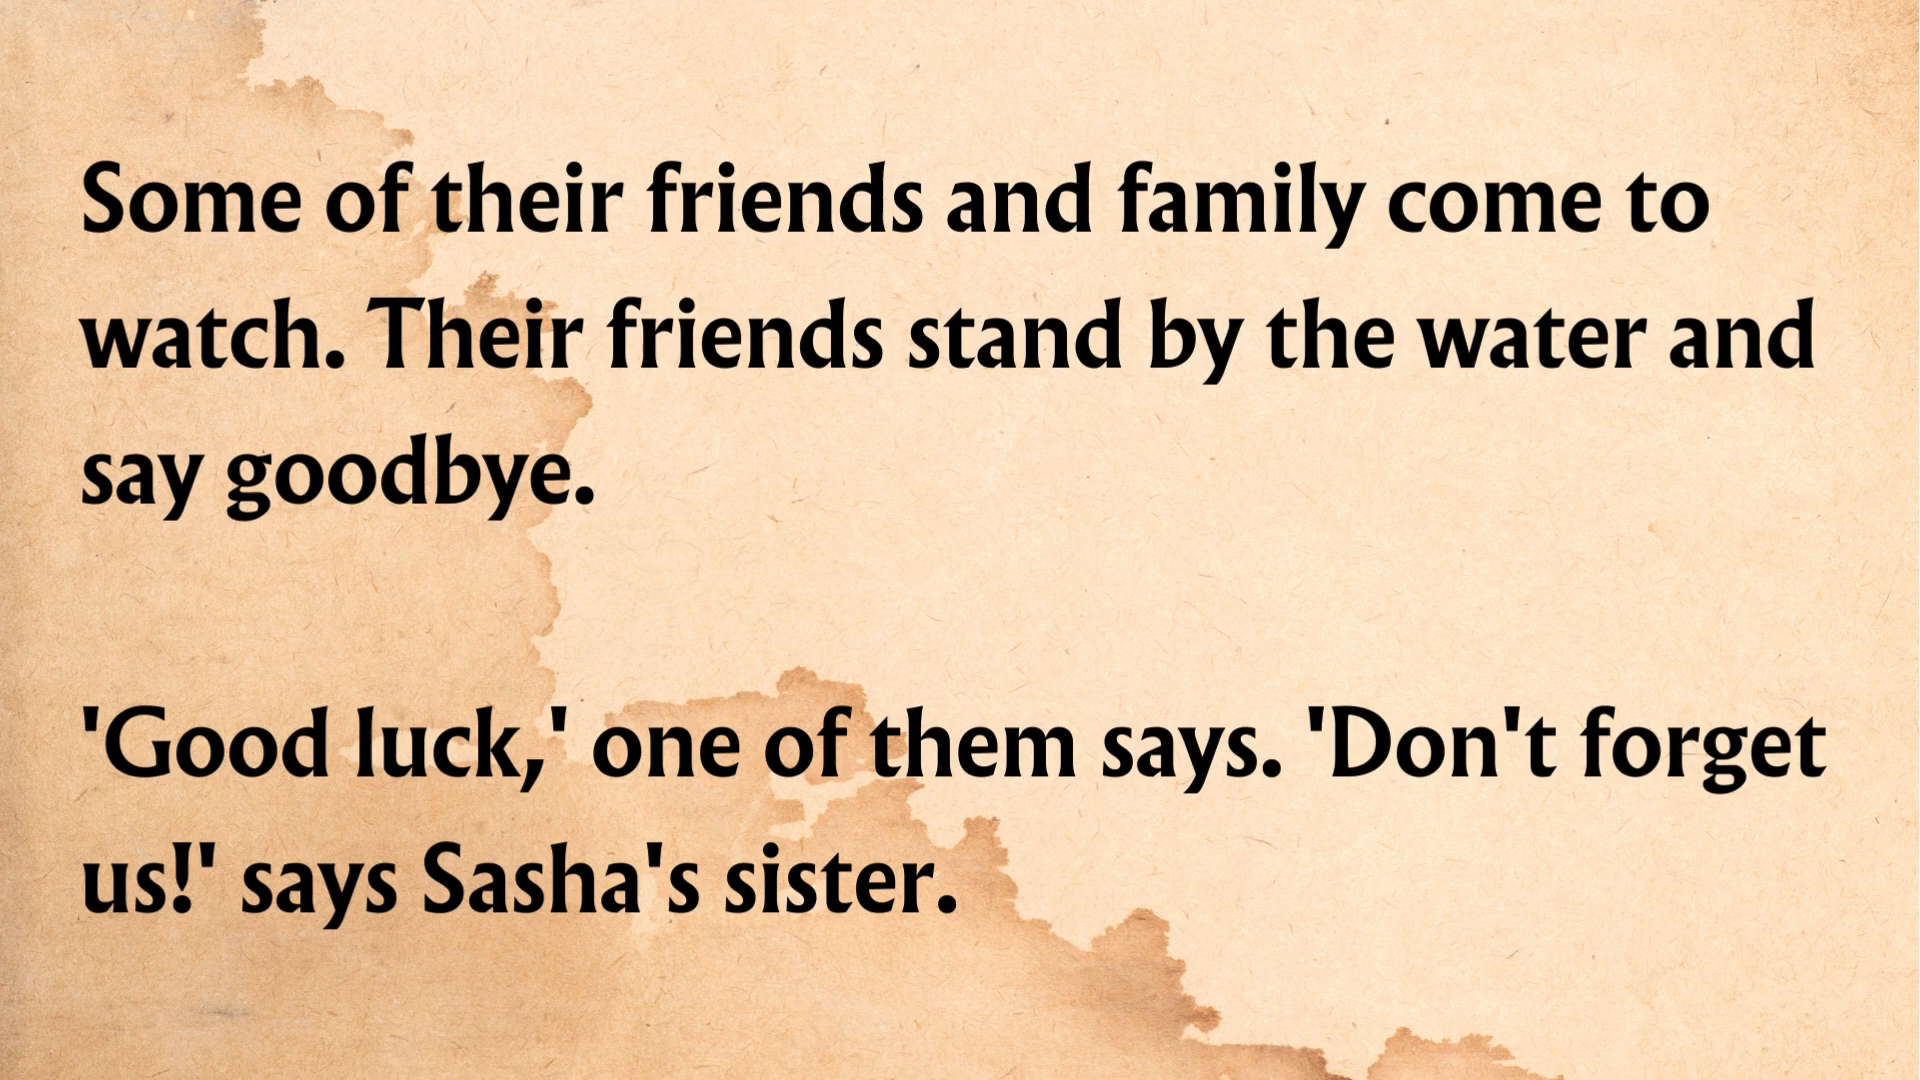 Some of their friends and family come to
watch. Their friends stand by the water and
say goodbye.
'Good luck,' one of them says. 'Don't forget
us!' says Sasha's sister.